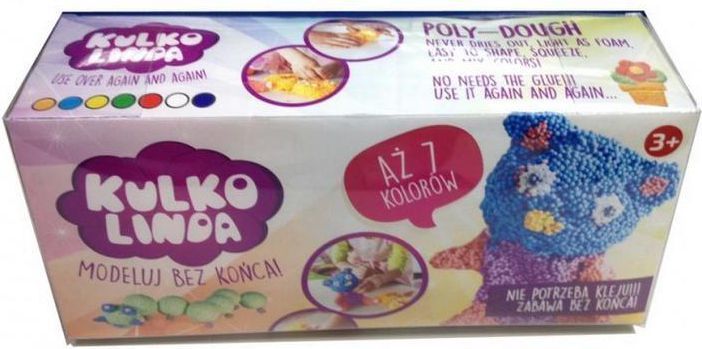 KULKO
LINDA
USE OVER AGAIN AND AGAIN!
POLY—DOUGH
NEVER DRIES OUT, LIGHT AS FOAM,
EASY TO SHAPE, SQUEEZE,
COLORS!
NO NEEDS THE GLUE!!!
USE IT AGAIN AND AGAIN...
KULKO
LINDA
MODELUJ BEZ KOŃCA!
AŻ 7
KOLORÓW
3+
NIE POTRZEBA KLEJU!!!
ZABAWA BEZ KOŃCA!